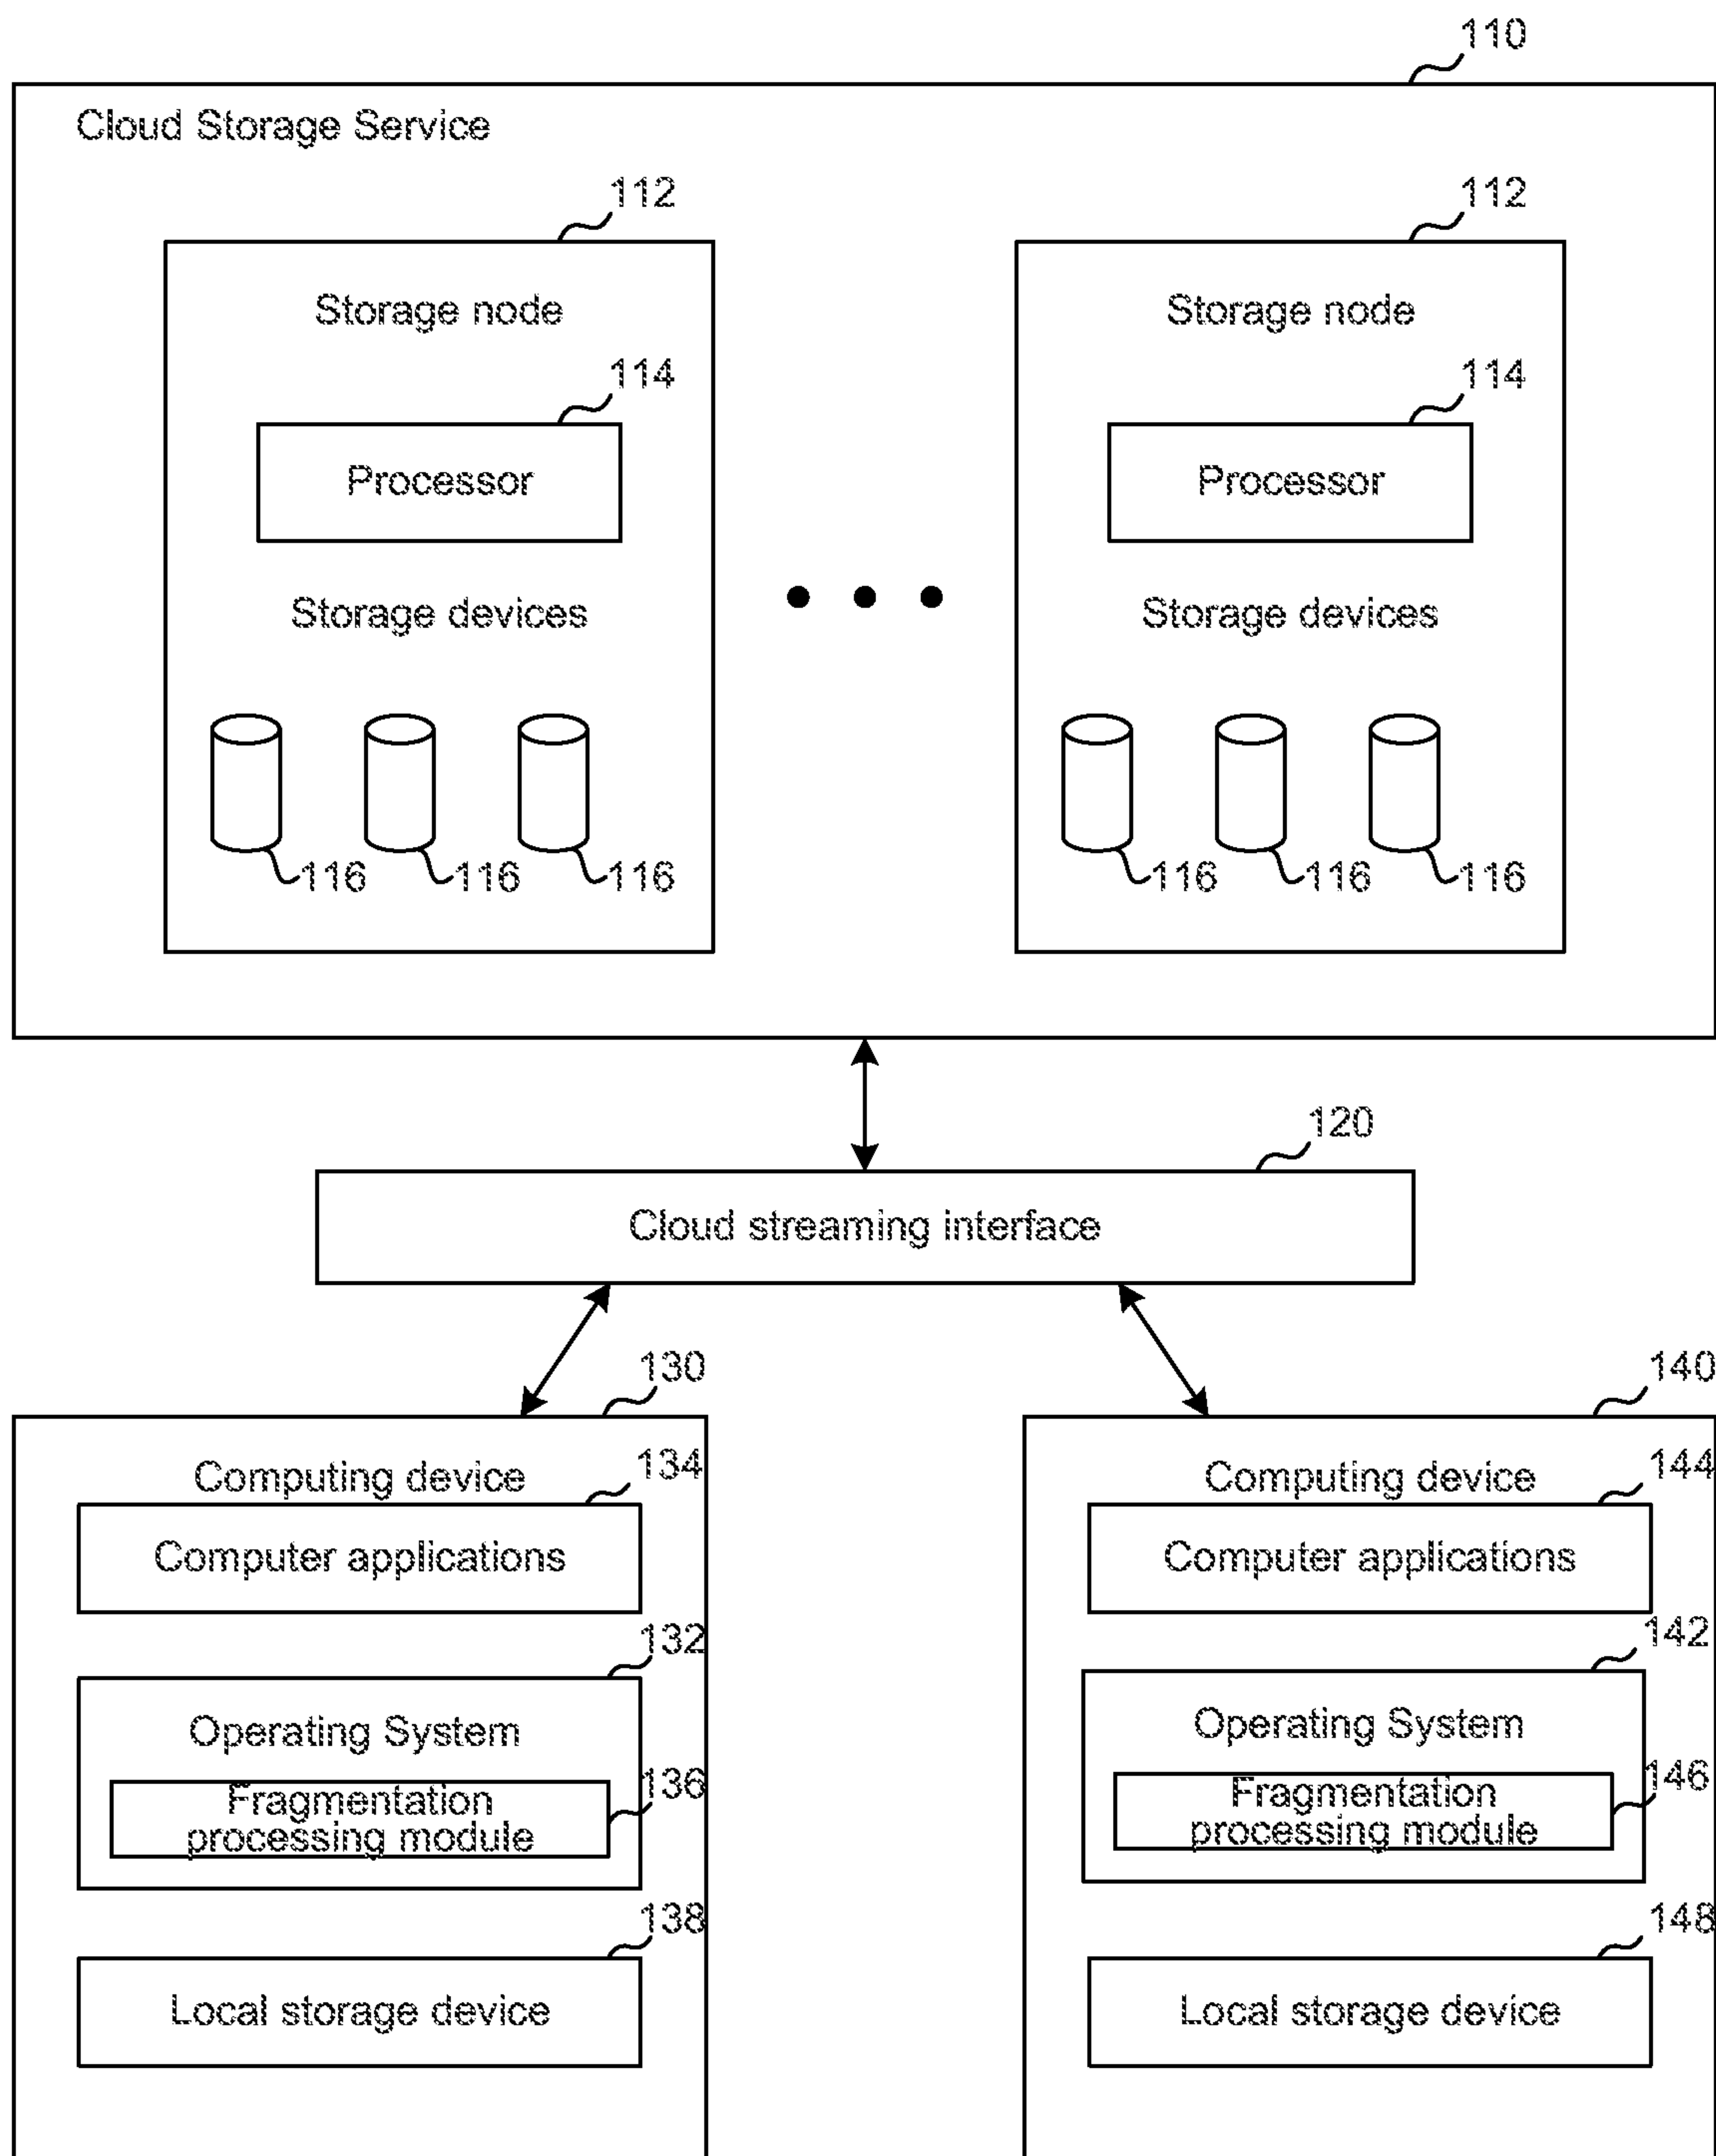 110
Cloud Storage Service
112 112
Storage node Storage node
114 114
Processor Processor
Storage devices Storage devices
116 116 116 116 116 116
120
Cloud streaming interface
130 140
Computing device 134 Computing device 144
Computer applications Computer applications
132 142
Operating System Operating System
Fragmentation 136 Fragmentation 146
processing module processing module
138 148
Local storage device Local storage device